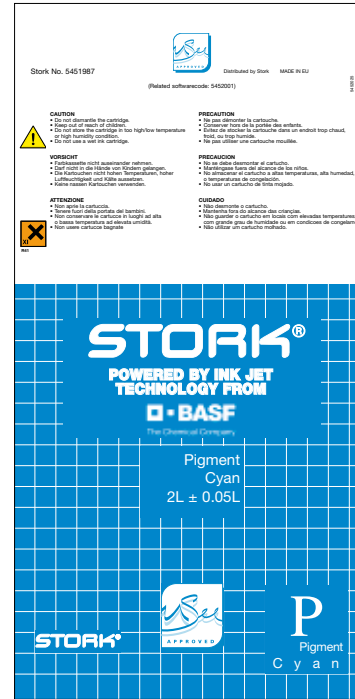 USee
APPROVED
Stork No. 5451987
Distributed by Stork MADE IN EU
(Related softwarecode: 5452001)
CAUTION
• Do not dismantle the cartridge.
• Keep out of reach of children.
• Do not store the cartridge in too high/low temperature
or high humidity condition.
• Do not use a wet ink cartridge.
PRECAUTION
• Ne pas démonter la cartouche.
• Conserver hors de la portée des enfants.
• Evitez de stocker la cartouche dans un endroit trop chaud,
froid, ou trop humide.
• Ne pas utiliser une cartouche mouillée.
VORSICHT
• Farbkassette nicht auseinander nehmen.
• Darf nicht in die Hände von Kindern gelangen.
• Die Kartouchen nicht hohen Temperaturen, hoher
Luftfeuchtigkeit und Kälte aussetzen.
• Keine nassen Kartouchen verwenden.
PRECAUCION
• No se debe desmontar el cartucho.
• Manténgase fuera del alcance de los niños.
• No almacenar el cartucho a altas temperaturas, alta humedad,
o temperaturas de congelación.
• No usar un cartucho de tinta mojado.
ATTENZIONE
• Non aprie la cartuccia.
• Tenere fuori della portata dei bambini.
• Non conservare le cartucce in luoghi ad alta
o bassa temperatura ad elevata umidità.
• Non usare cartucce bagnate
CUIDADO
• Não desmonte o cartucho.
• Mantenha fora do alcance das crianças.
• Não guardar o cartucho em locais com elevadas temperaturas
com grande grau de humidade ou em condicoes de congelam
• Não utilizar um cartucho molhado.
Xi
R41
STORK®
POWERED BY INK JET
TECHNOLOGY FROM
BASF
The Chemical Company
Pigment
Cyan
2L ± 0.05L
USee
APPROVED
STORK®
P
Pigment
Cyan